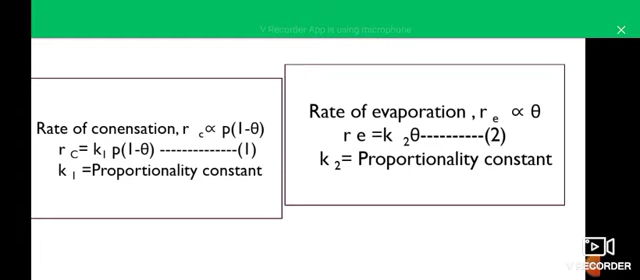 V Recorder App is using microphone
Rate of conensation, r c∝ p(1-θ)
r C= k1 p(1-θ) --------------(1)
k 1 =Proportionality constant
Rate of evaporation , r e ∝ θ
r e =k 2θ----------(2)
k 2= Proportionality constant
V RECORDER